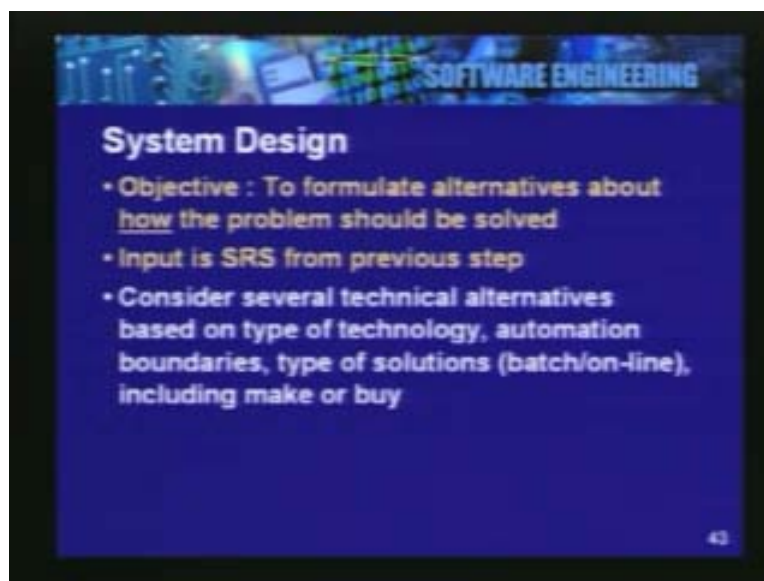 SOFTWARE ENGINEERING
System Design
• Objective : To formulate alternatives about
how the problem should be solved
• Input is SRS from previous step
• Consider several technical alternatives
based on type of technology, automation
boundaries, type of solutions (batch/on-line),
including make or buy
43